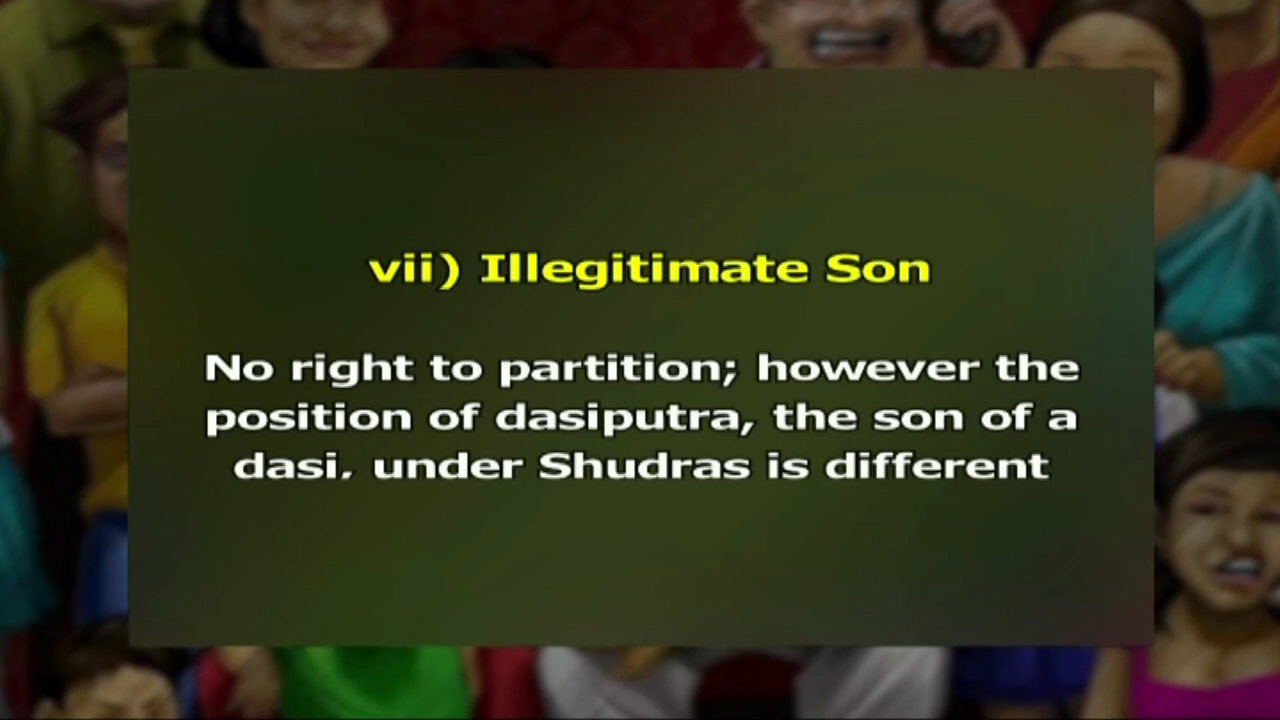 vii) Illegitimate Son
No right to partition; however the
position of dasiputra, the son of a
dasi, under Shudras is different